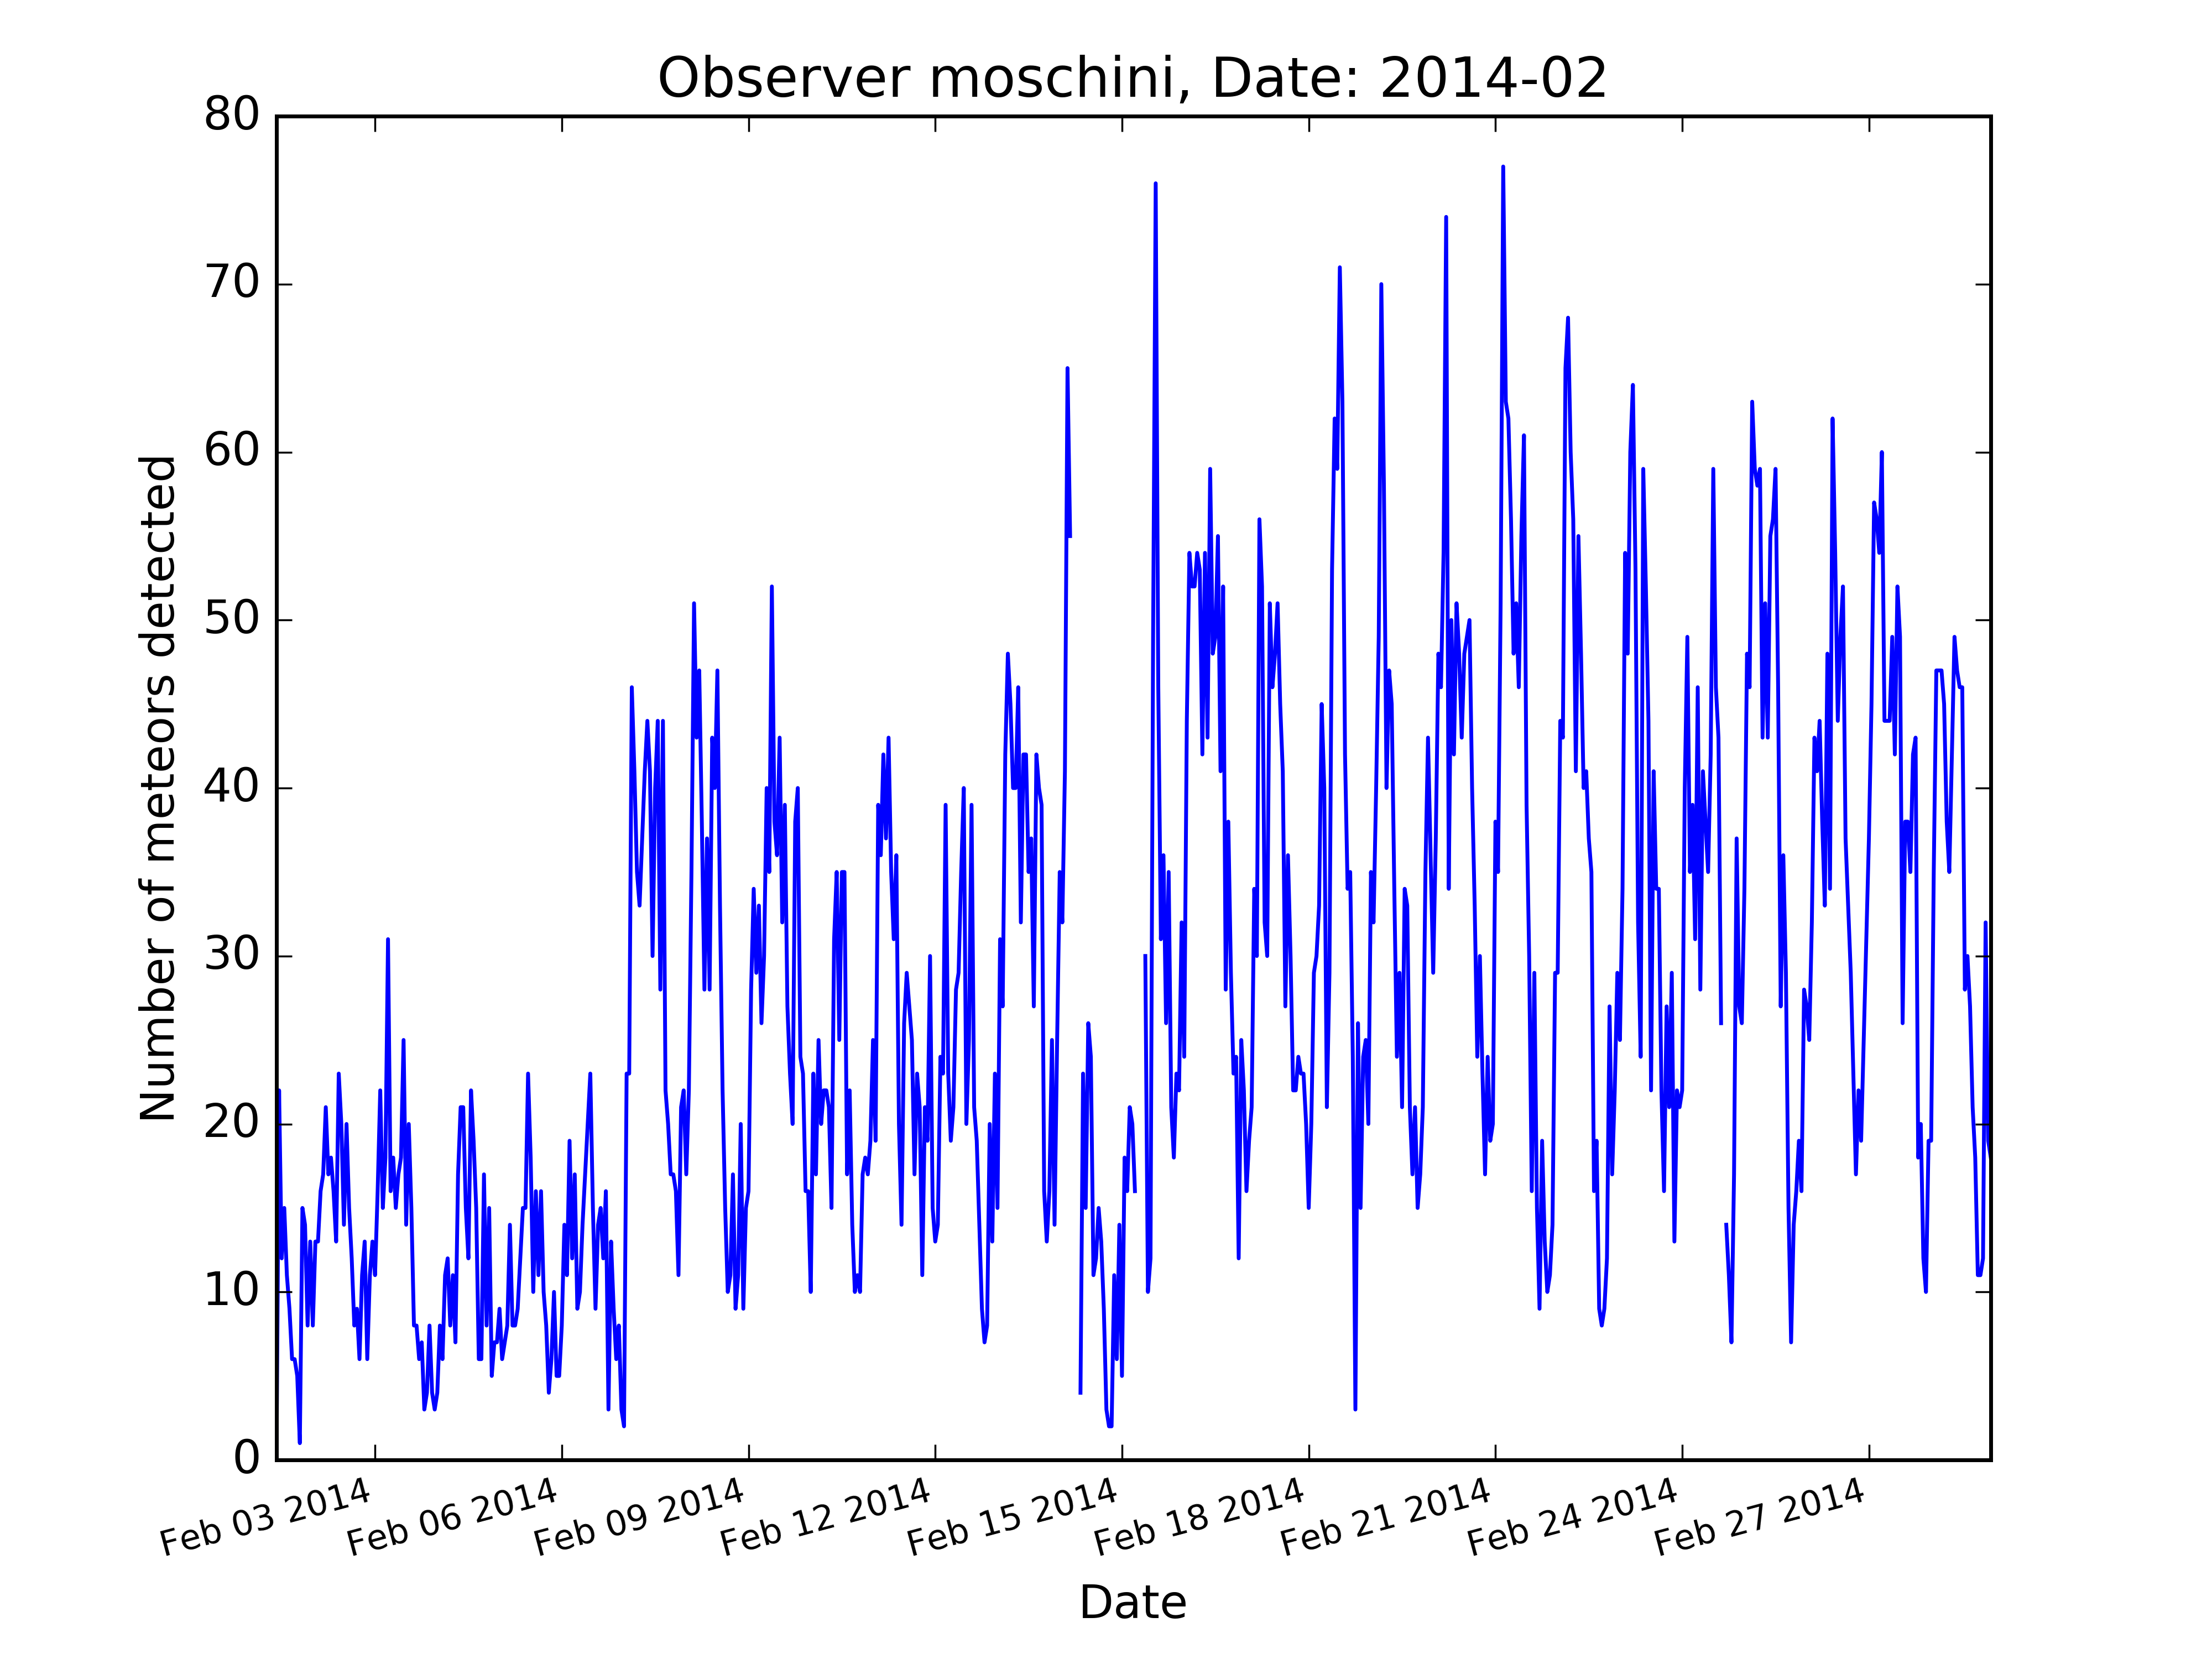 Observer moschini, Date: 2014-02
80
70
60
50
40
30
20
10
0
Number of meteors detected
Feb 03 2014
Feb 06 2014
Feb 09 2014
Feb 12 2014
Feb 15 2014
Feb 18 2014
Feb 21 2014
Feb 24 2014
Feb 27 2014
Date